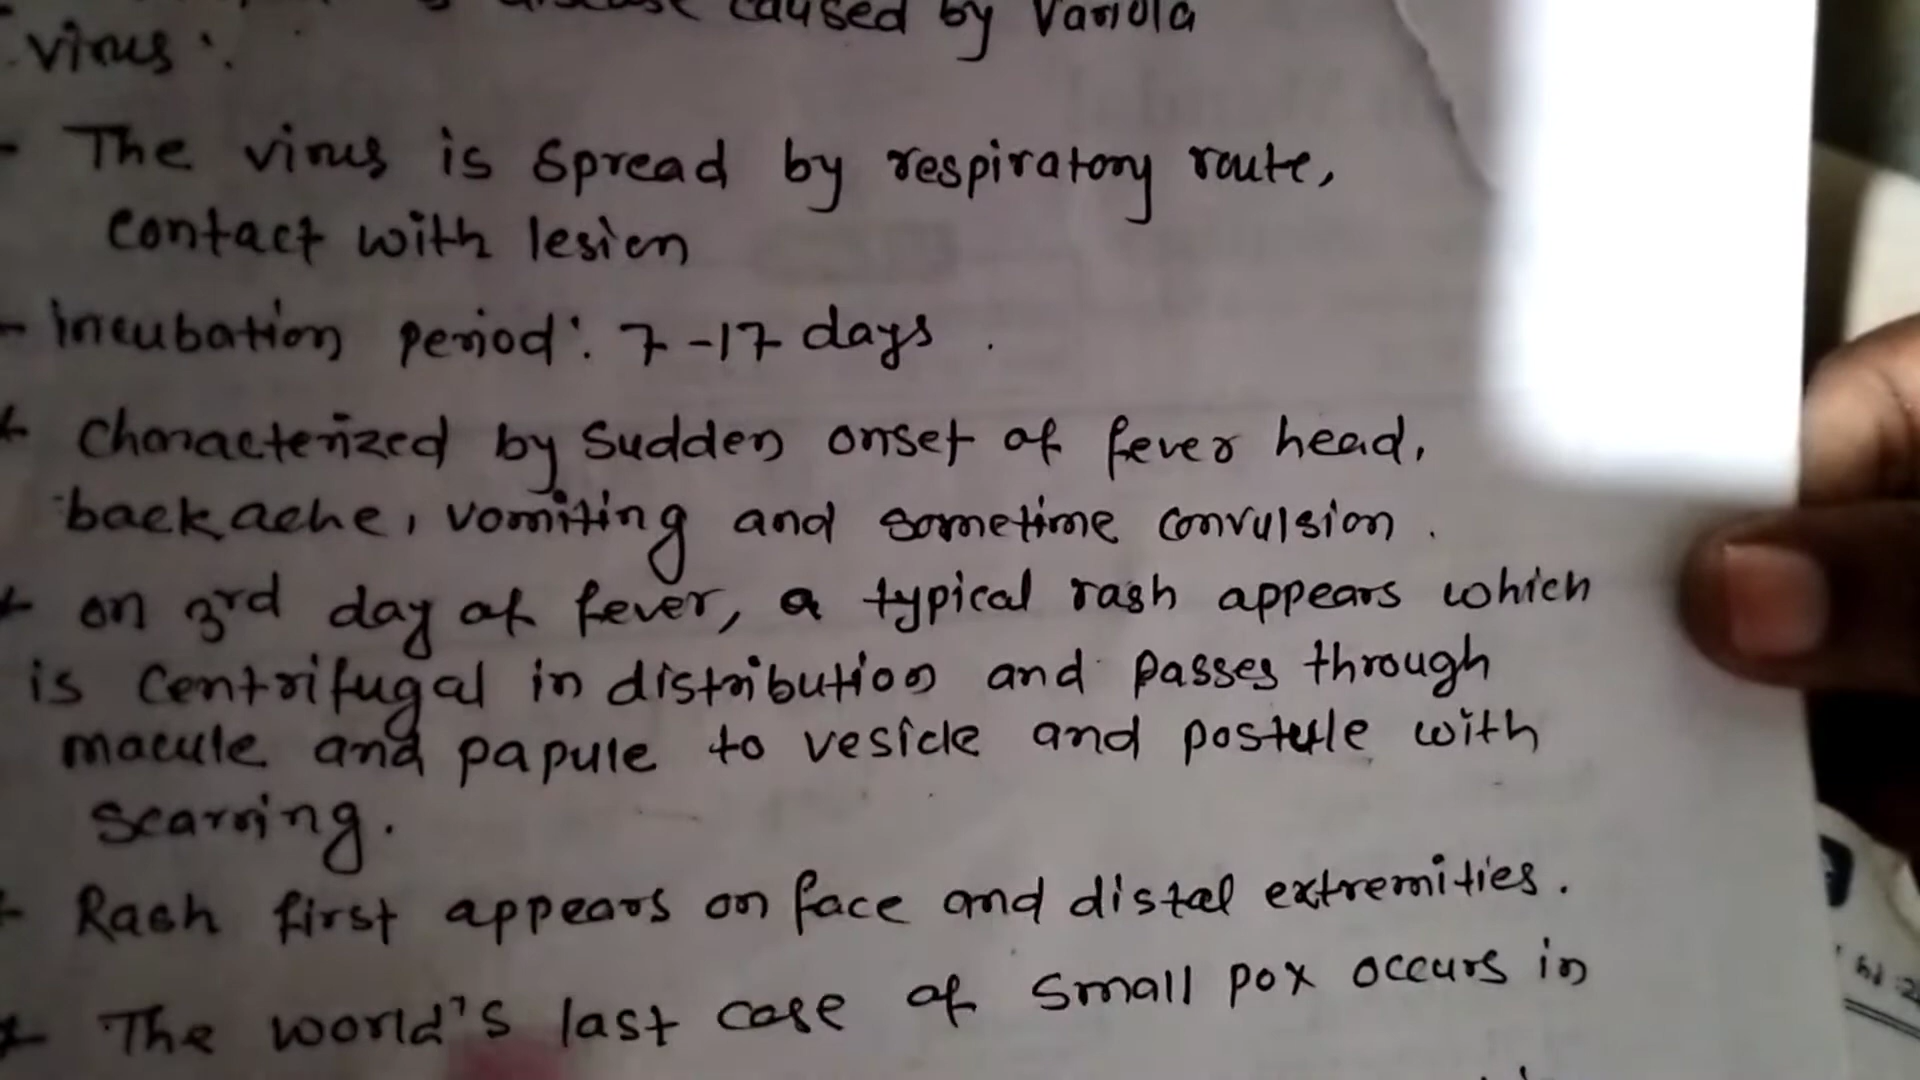 disease caused by Variola
virus :
- The virus is spread by respiratory route,
contact with lesion
- incubation period : 7-17 days .
characterized by sudden onset of fever head,
backache, vomiting and sometime convulsion .
on 3rd day of fever, a typical rash appears which
is centrifugal in distribution and passes through
macule and papule to vesicle and postule with
scarring.
Rash first appears on face and distal extremities.
The world's last case of small pox occurs in